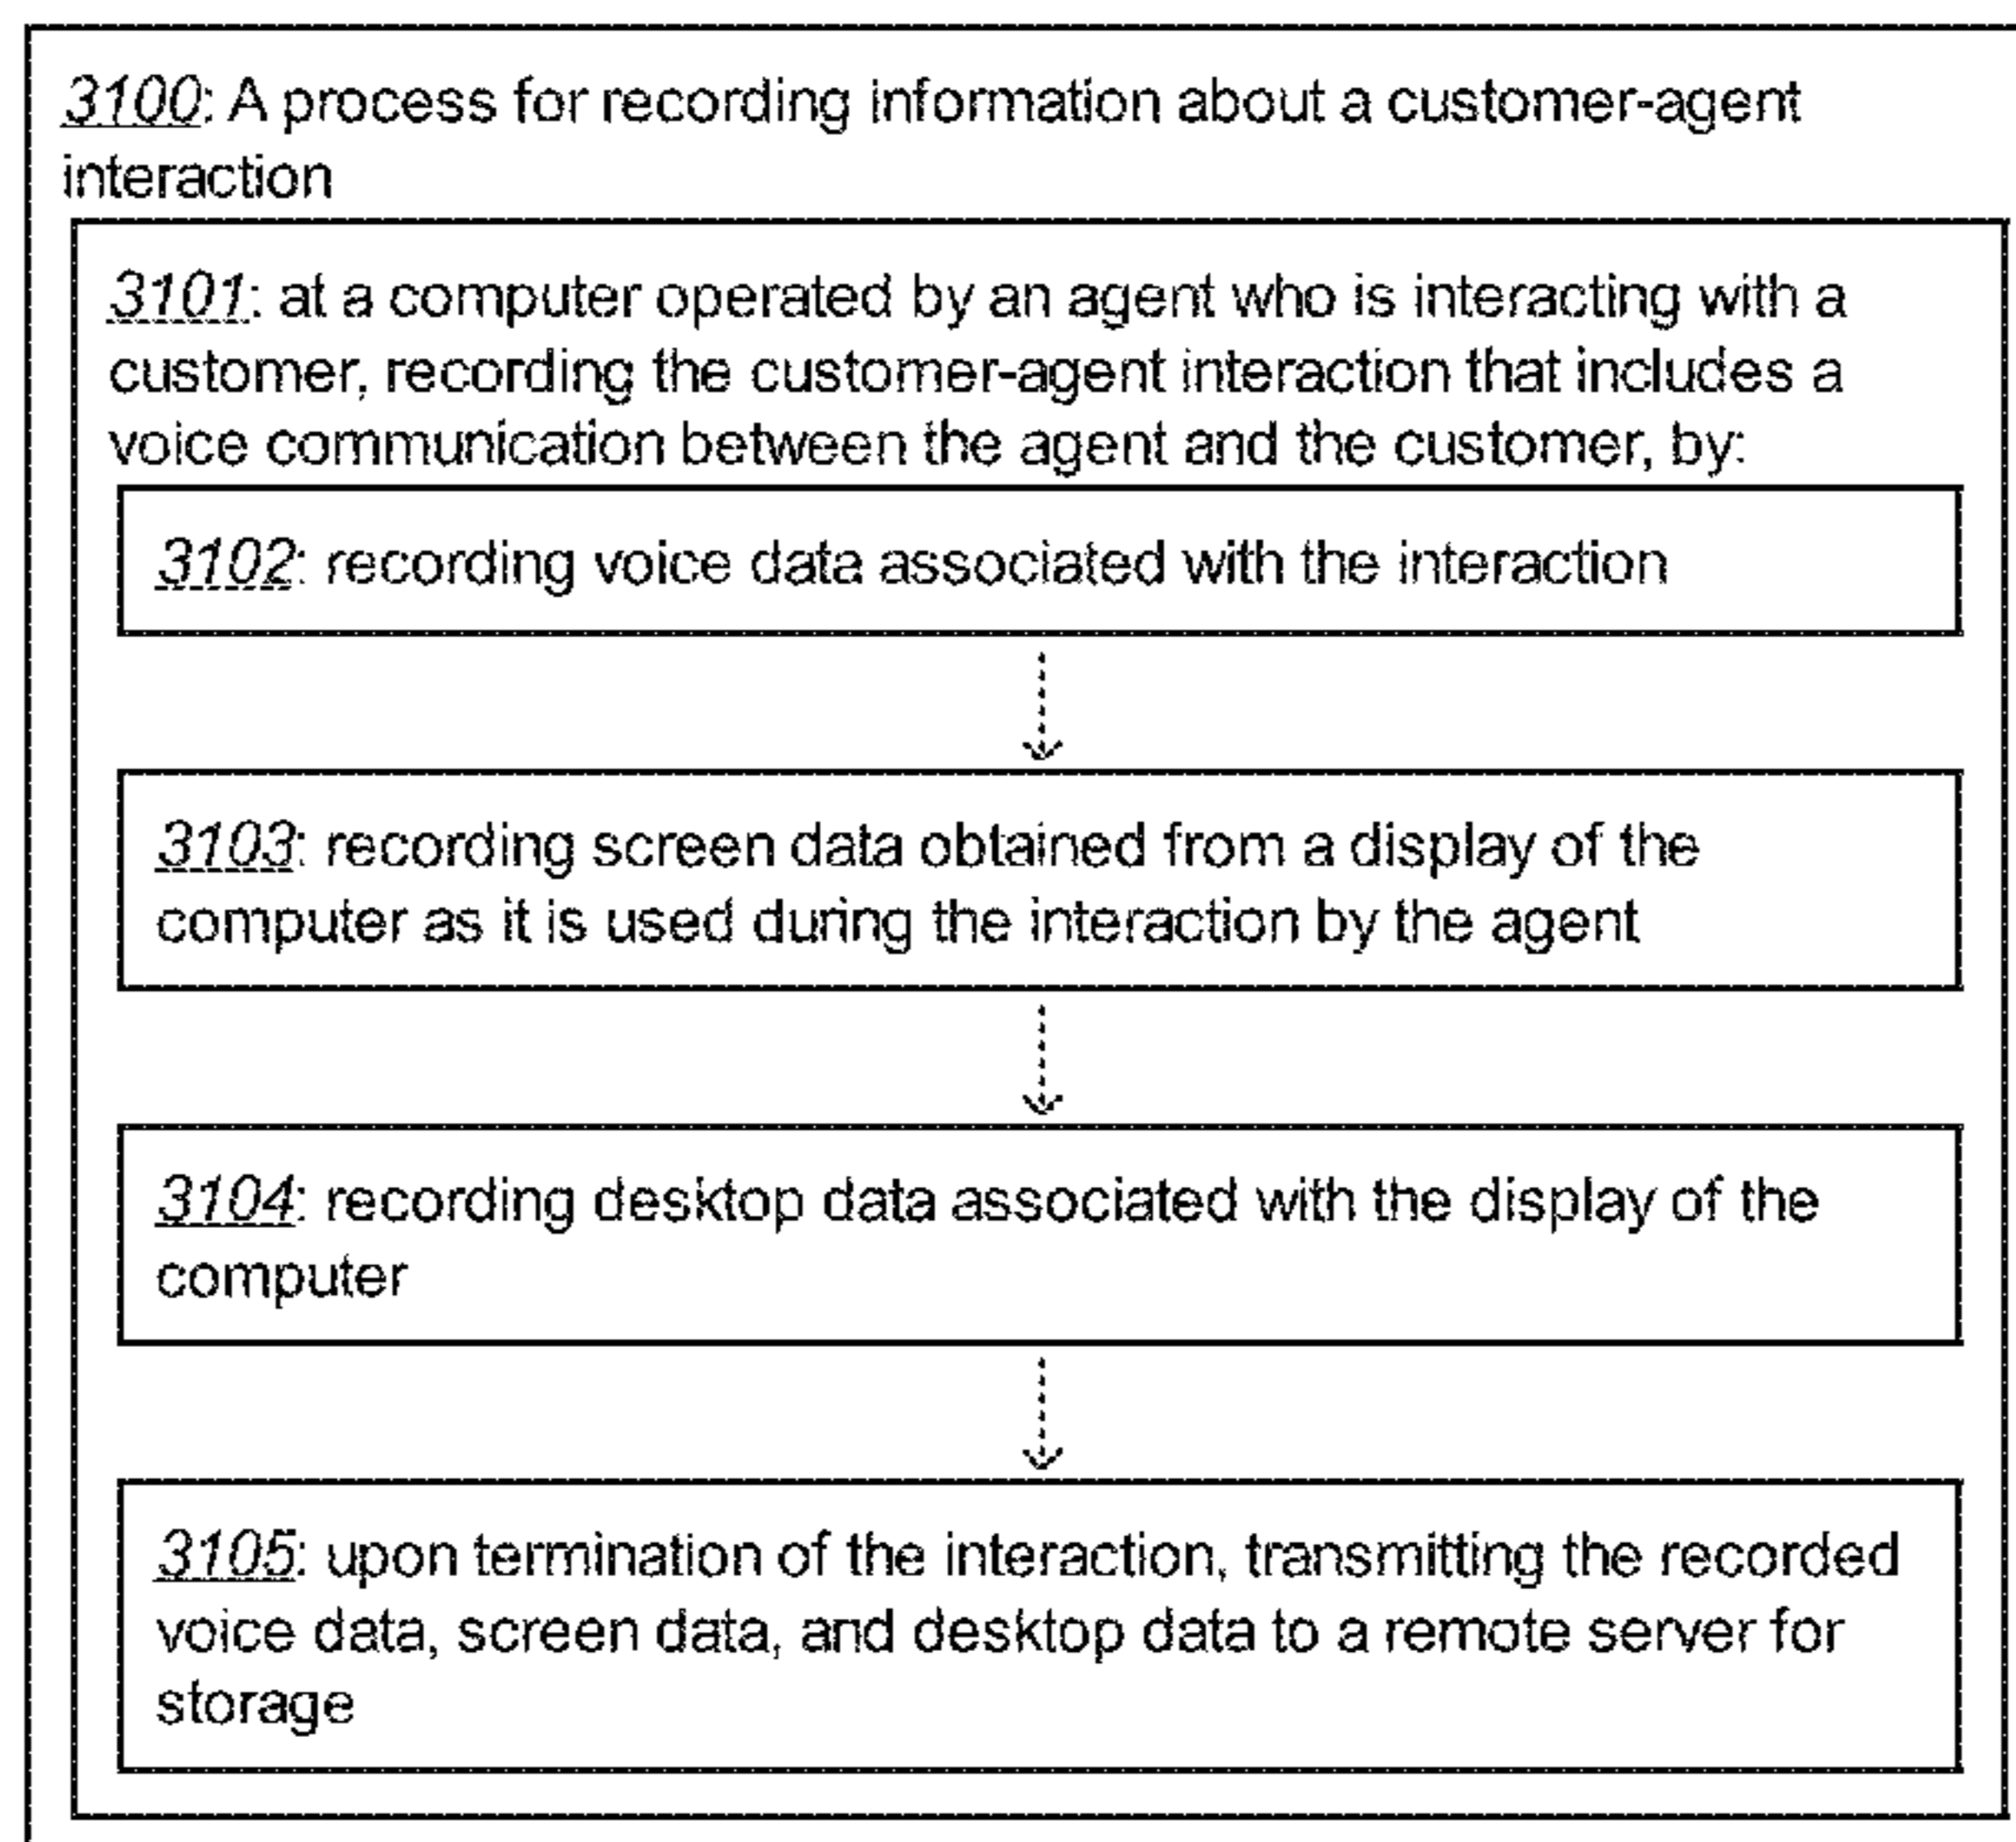 3100: A process for recording information about a customer-agent
interaction
3101: at a computer operated by an agent who is interacting with a
customer, recording the customer-agent interaction that includes a
voice communication between the agent and the customer, by:
3102: recording voice data associated with the interaction
3103: recording screen data obtained from a display of the
computer as it is used during the interaction by the agent
3104: recording desktop data associated with the display of the
computer
3105: upon termination of the interaction, transmitting the recorded
voice data, screen data, and desktop data to a remote server for
storage